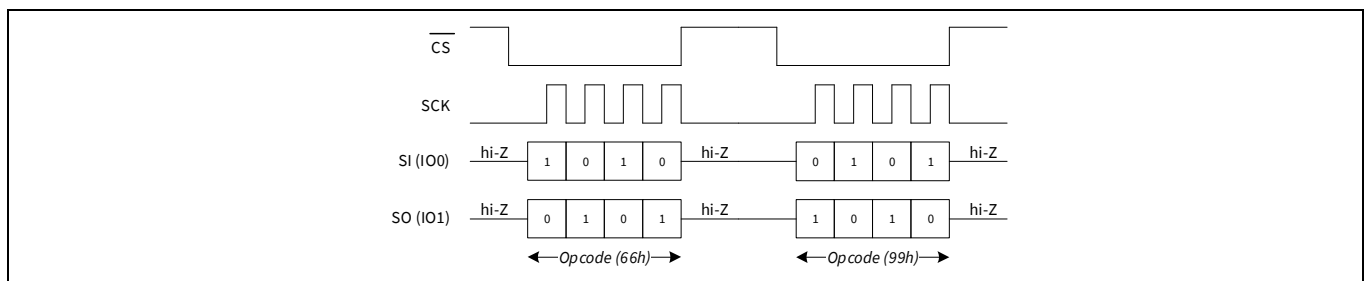 CS
SCK
SI (IO0) hi-Z 1 0 1 0 hi-Z 0 1 0 1 hi-Z
SO (IO1) hi-Z 0 1 0 1 hi-Z 1 0 1 0 hi-Z
Opcode (66h) Opcode (99h)